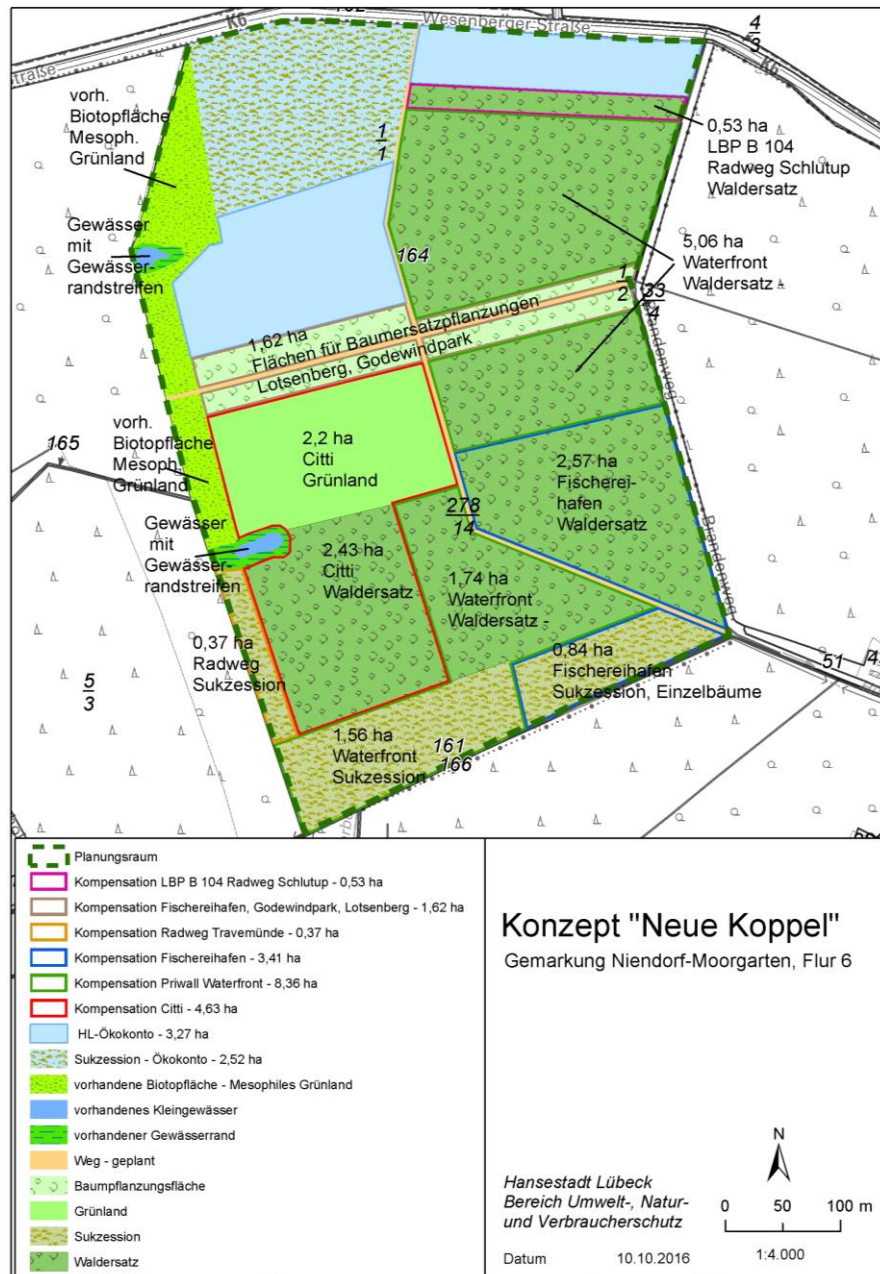 K6
102
Wesenberger-Straße
4
3
K6
traße
vorh.
Biotopfläche
Mesoph.
Grünland
1
1
0,53 ha
LBP B 104
Radweg Schlutup
Waldersatz
Gewässer
mit
Gewässer-
randstreifen
164
5,06 ha
Waterfront
Waldersatz -
1
2
33
4
1,62 ha
Flächen für Baumersatzpflanzungen
Lotsenberg, Godewindpark
Brandenweg
vorh.
Biotopfläche
Mesoph.
Grünland
165
2,2 ha
Citti
Grünland
2,57 ha
Fischerei-
hafen
Waldersatz
278
14
Gewässer
mit
Gewässer-
randstreifen
2,43 ha
Citti
Waldersatz
1,74 ha
Waterfront
Waldersatz -
Brandenweg
0,37 ha
Radweg
Sukzession
0,84 ha
Fischereihafen
Sukzession, Einzelbäume
51
5
3
1,56 ha
Waterfront
Sukzession
161
166
Planungsraum
Kompensation LBP B 104 Radweg Schlutup - 0,53 ha
Kompensation Fischereihafen, Godewindpark, Lotsenberg - 1,62 ha
Kompensation Radweg Travemünde - 0,37 ha
Kompensation Fischereihafen - 3,41 ha
Kompensation Priwall Waterfront - 8,36 ha
Kompensation Citti - 4,63 ha
HL-Ökokonto - 3,27 ha
Sukzession - Ökokonto - 2,52 ha
vorhandene Biotopfläche - Mesophiles Grünland
vorhandenes Kleingewässer
vorhandener Gewässerrand
Weg - geplant
Baumpflanzungsfläche
Grünland
Sukzession
Waldersatz
Konzept "Neue Koppel"
Gemarkung Niendorf-Moorgarten, Flur 6
N
Hansestadt Lübeck
Bereich Umwelt-, Natur-
und Verbraucherschutz
0 50 100 m
Datum 10.10.2016 1:4.000